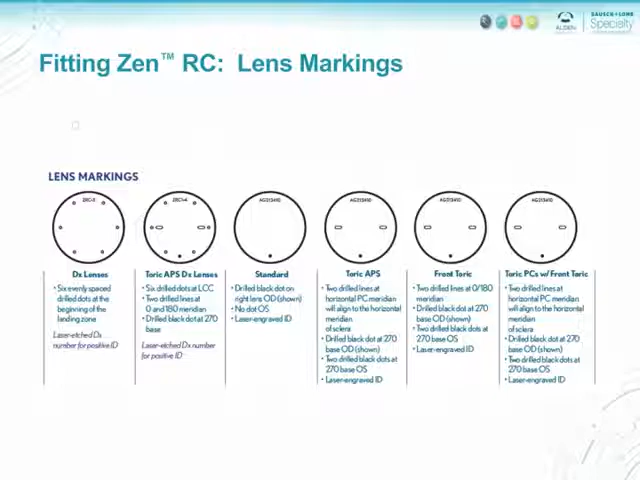 ALDEN
BAUSCH + LOMB
Specialty
Fitting Zen™ RC: Lens Markings
LENS MARKINGS
ZRC-3
ZRC1-4
AG313410
AG313410
AG313410
AG313410
Dx Lenses
• Six evenly spaced
drilled dots at the
beginning of the
landing zone
Laser-etched Dx
number for positive ID
Toric APS Dx Lenses
• Six drilled dots at LCC
• Two drilled lines at
0 and 180 meridian
• Drilled black dot at 270
base
Laser-etched Dx number
for positive ID
Standard
• Drilled black dot on
right lens OD (shown)
• No dot OS
• Laser-engraved ID
Toric APS
• Two drilled lines at
horizontal PC meridian
will align to the horizontal
meridian
of sclera
• Drilled black dot at 270
base OD (shown)
• Two drilled black dots at
270 base OS
• Laser-engraved ID
Front Toric
• Two drilled lines at 0/180
meridian
• Drilled black dot at 270
base OD (shown)
• Two drilled black dots at
270 base OS
• Laser-engraved ID
Toric PCs w/ Front Toric
• Two drilled lines at
horizontal PC meridian
will align to the horizontal
meridian
of sclera
• Drilled black dot at 270
base OD (shown)
• Two drilled black dots at
270 base OS
• Laser-engraved ID